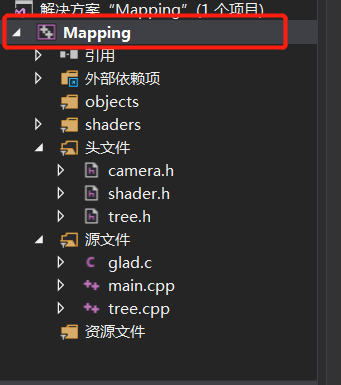 解决方案“Mapping”(1 个项目)
Mapping
引用
外部依赖项
objects
shaders
头文件
camera.h
shader.h
tree.h
源文件
glad.c
main.cpp
tree.cpp
资源文件